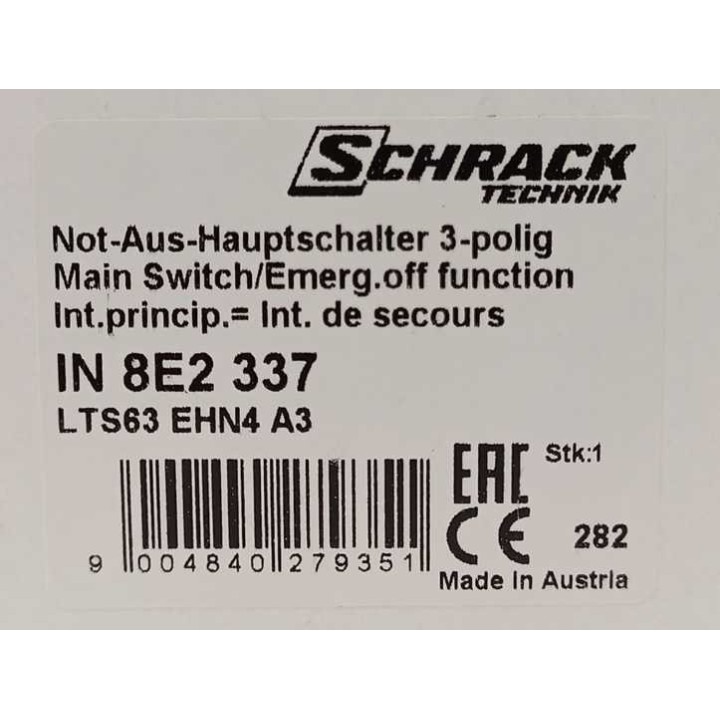 SCHRACK
TECHNIK
Not-Aus-Hauptschalter 3-polig
Main Switch/Emerg.off function
Int.princip.= Int. de secours
IN 8E2 337
LTS63 EHN4 A3
EAC Stk:1
CE 282
9 004840 279351
Made in Austria